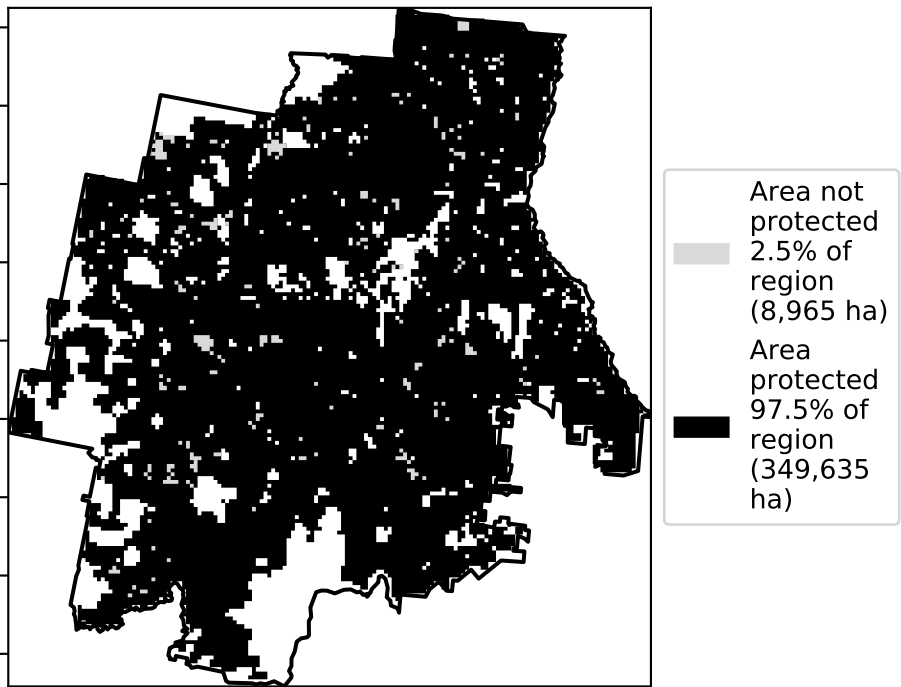 Area not
protected
2.5% of
region
(8,965 ha)
Area
protected
97.5% of
region
(349,635
ha)